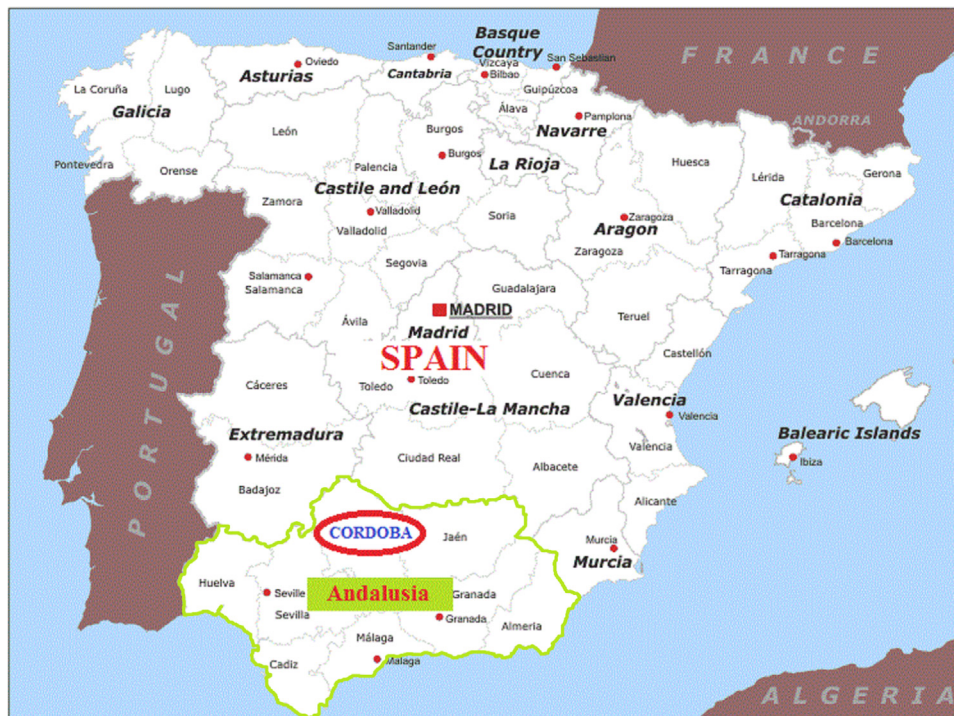 FRANCE
ANDORRA
PORTUGAL
ALGERIA
Basque
Country
Santander
Oviedo
Asturias
Cantabria
Vizcaya
Bilbao
San Sebastian
Guipúzcoa
La Coruña
Lugo
Galicia
Álava
Pamplona
Navarre
León
Burgos
Burgos
La Rioja
Pontevedra
Orense
Palencia
Castile and León
Huesca
Lérida
Gerona
Catalonia
Zamora
Valladolid
Valladolid
Soria
Zaragoza
Aragon
Zaragoza
Barcelona
Barcelona
Tarragona
Tarragona
Segovia
Salamanca
Salamanca
Guadalajara
MADRID
Madrid
Ávila
Teruel
SPAIN
Castellón
Cáceres
Toledo
Toledo
Cuenca
Castile-La Mancha
Valencia
Valencia
Valencia
Balearic Islands
Ibiza
Extremadura
Mérida
Badajoz
Ciudad Real
Albacete
Alicante
CORDOBA
Jaén
Murcia
Murcia
Huelva
Seville
Sevilla
Andalusia
Granada
Granada
Almeria
Málaga
Malaga
Cadiz